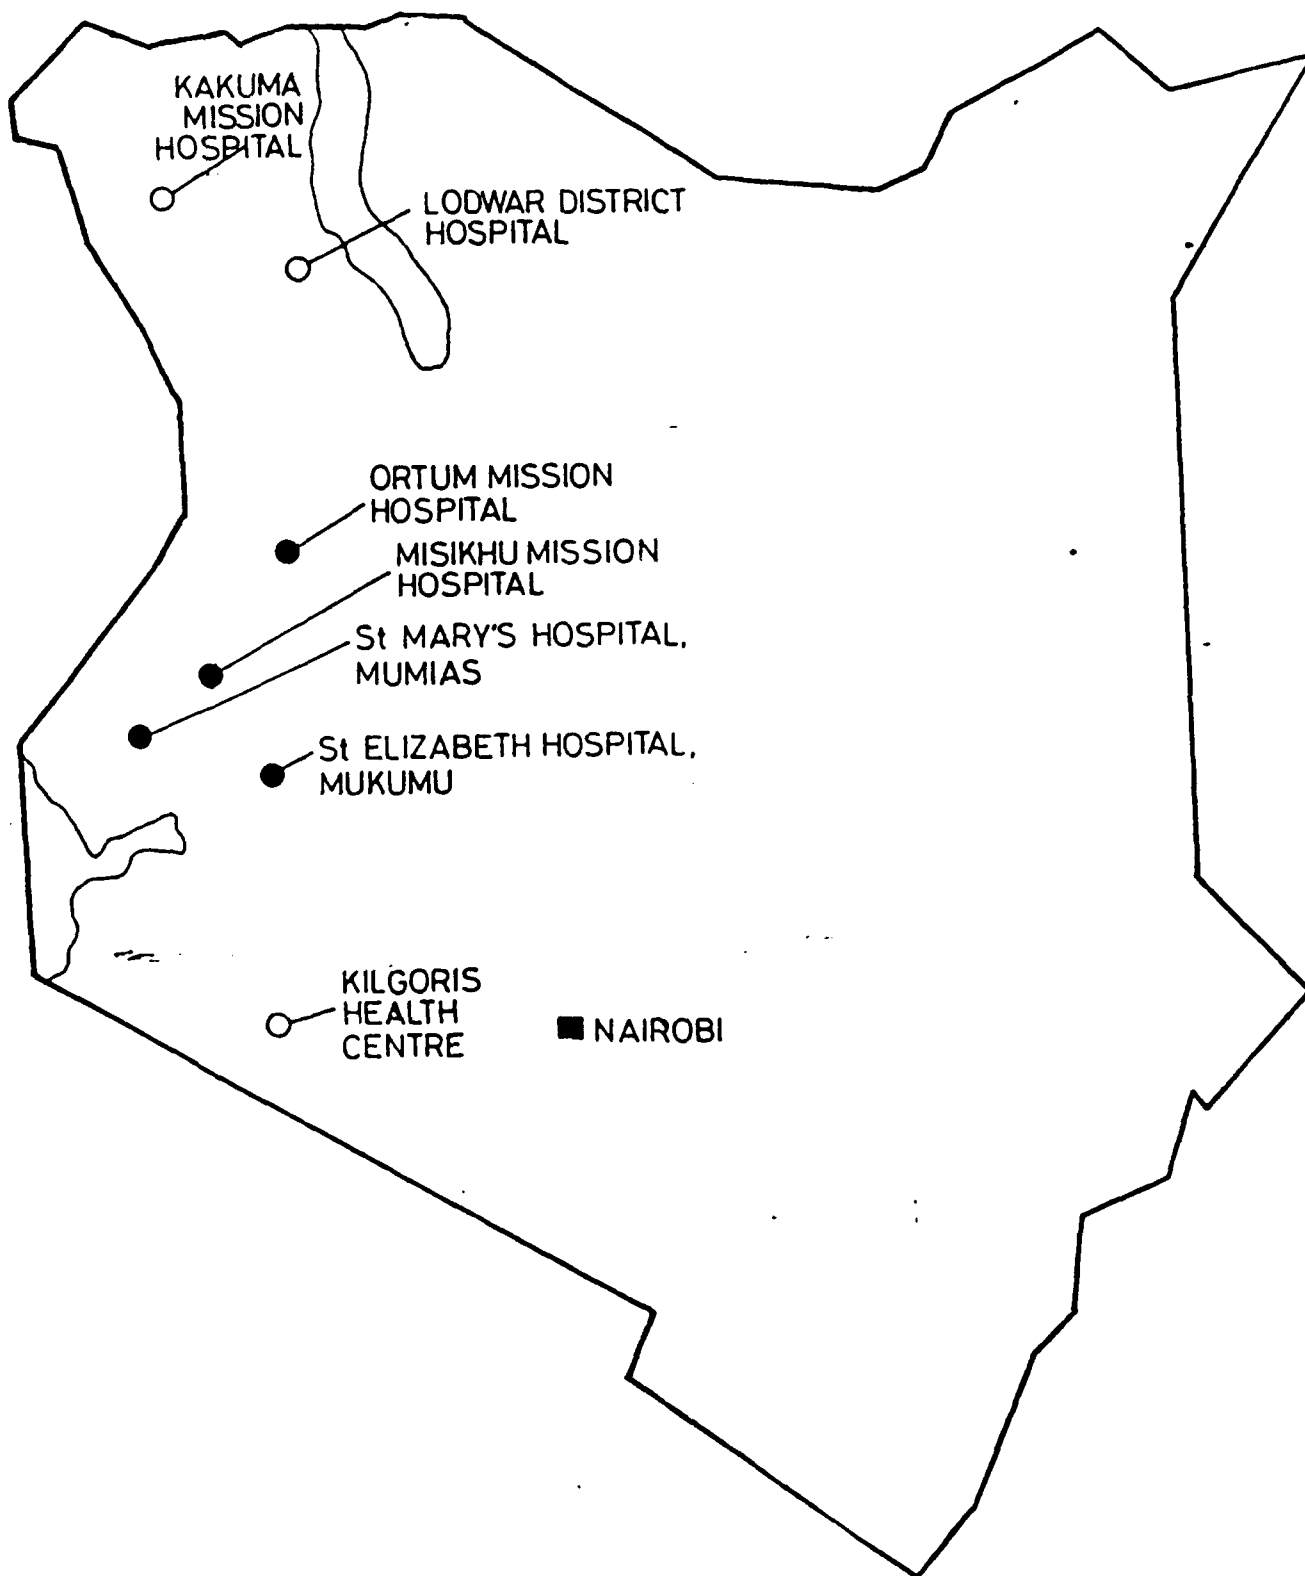 KAKUMA
MISSION
HOSPITAL
LODWAR DISTRICT
HOSPITAL
ORTUM MISSION
HOSPITAL
MISIKHU MISSION
HOSPITAL
St MARY'S HOSPITAL,
MUMIAS
St ELIZABETH HOSPITAL,
MUKUMU
KILGORIS
HEALTH
CENTRE
NAIROBI